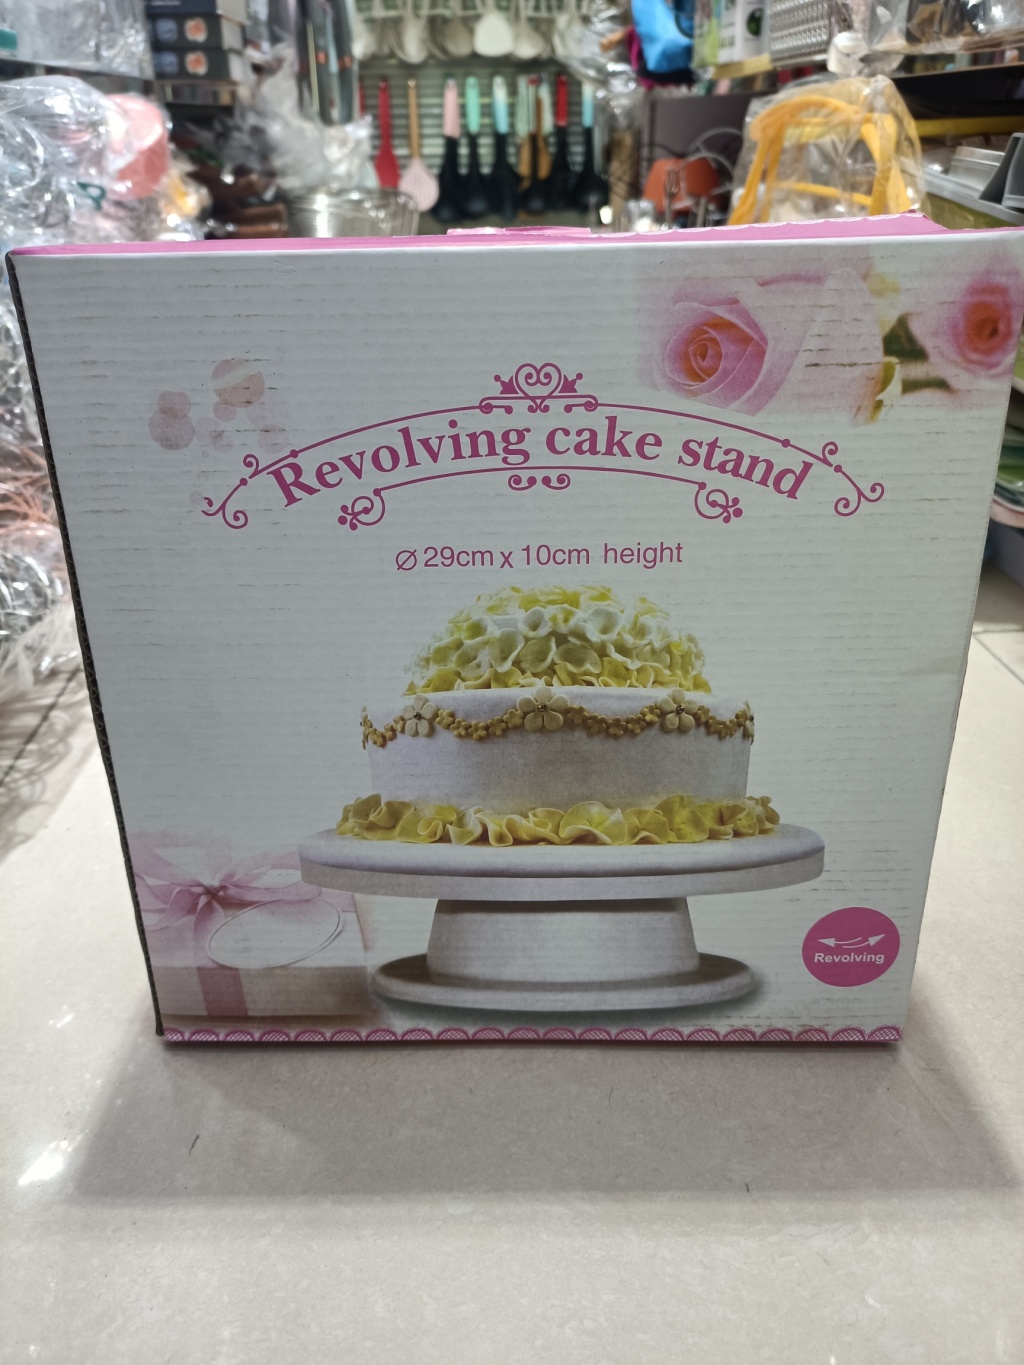 Revolving cake stand
⌀ 29cm x 10cm height
Revolving